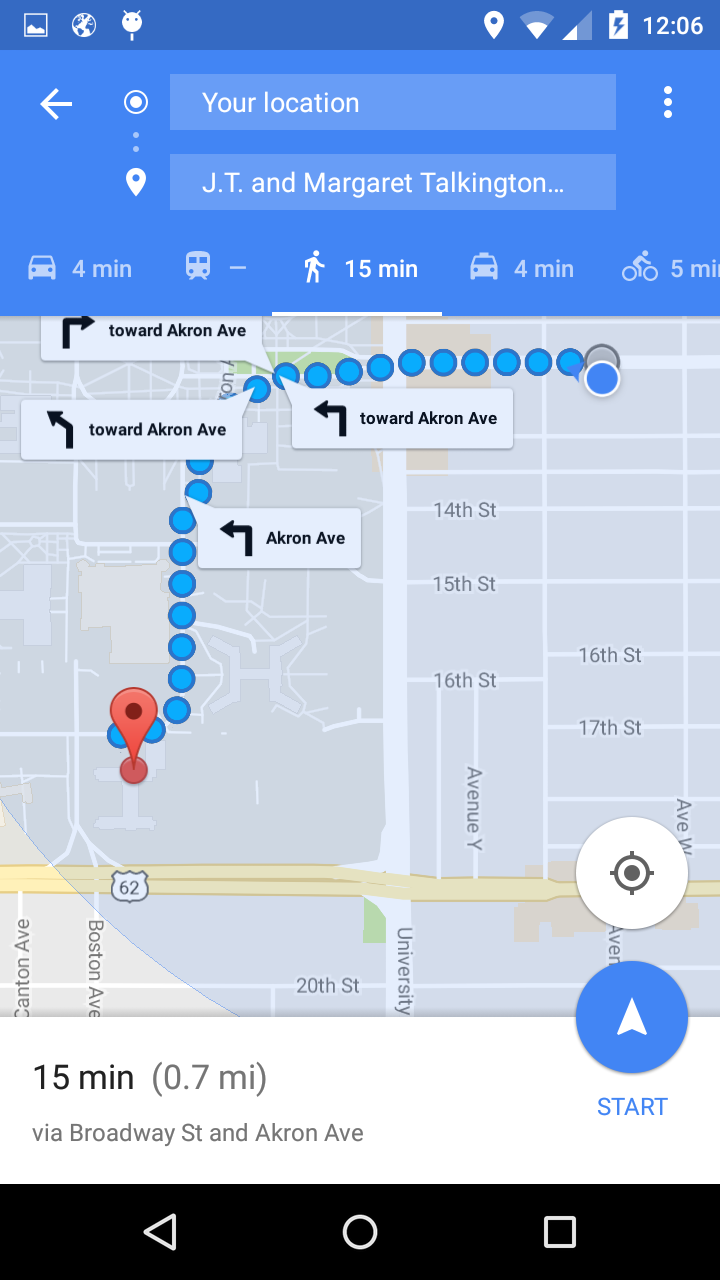 12:06
Your location
J.T. and Margaret Talkington...
4 min
–
15 min
4 min
5 mi
toward Akron Ave
toward Akron Ave
toward Akron Ave
Akron Ave
14th St
15th St
16th St
16th St
17th St
Avenue Y
Ave W
62
Canton Ave
Boston Ave
University
20th St
15 min (0.7 mi)
START
via Broadway St and Akron Ave